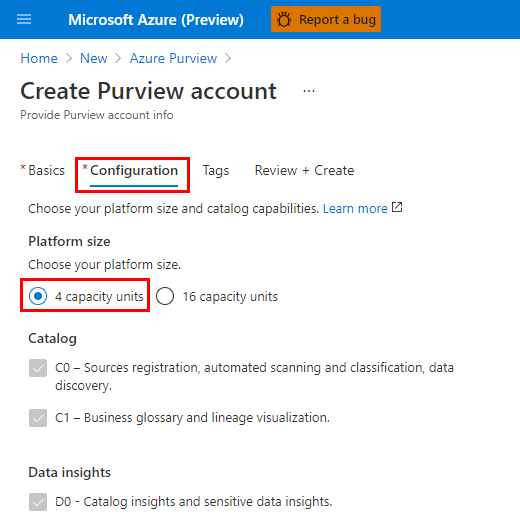 Microsoft Azure (Preview) Report a bug
Home > New > Azure Purview >
Create Purview account ...
Provide Purview account info
* Basics * Configuration Tags Review + Create
Choose your platform size and catalog capabilities. Learn more
Platform size
Choose your platform size.
4 capacity units 16 capacity units
Catalog
C0 – Sources registration, automated scanning and classification, data
discovery.
C1 – Business glossary and lineage visualization.
Data insights
D0 - Catalog insights and sensitive data insights.